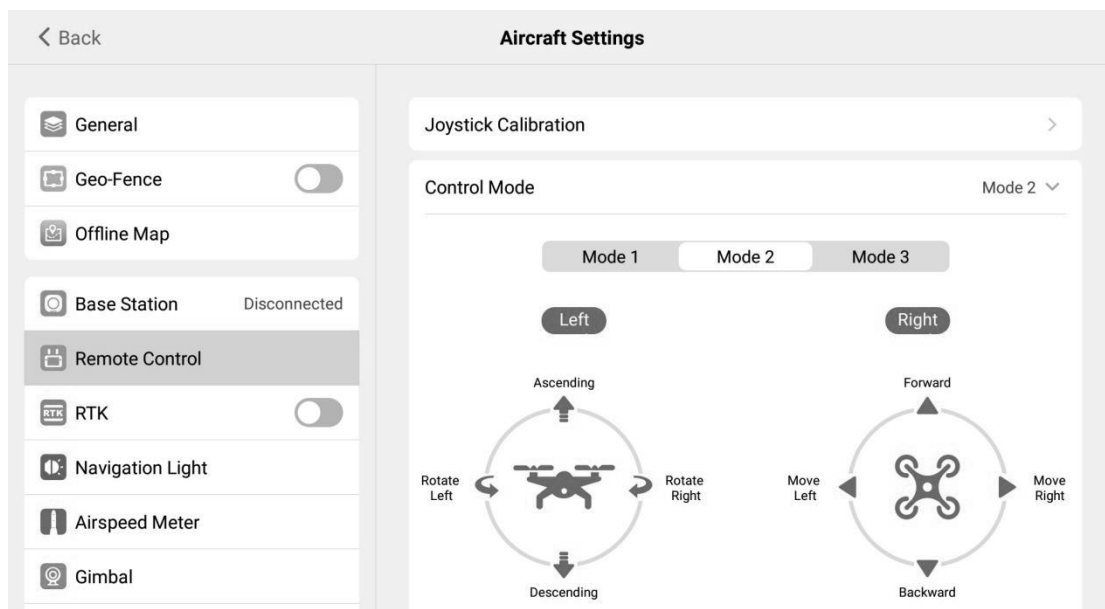 Back
Aircraft Settings
General
Geo-Fence
Offline Map
Base Station Disconnected
Remote Control
RTK RTK
Navigation Light
Airspeed Meter
Gimbal
Joystick Calibration
Control Mode Mode 2
Mode 1 Mode 2 Mode 3
Left
Ascending
Rotate
Left
Rotate
Right
Descending
Right
Forward
Move
Left
Move
Right
Backward